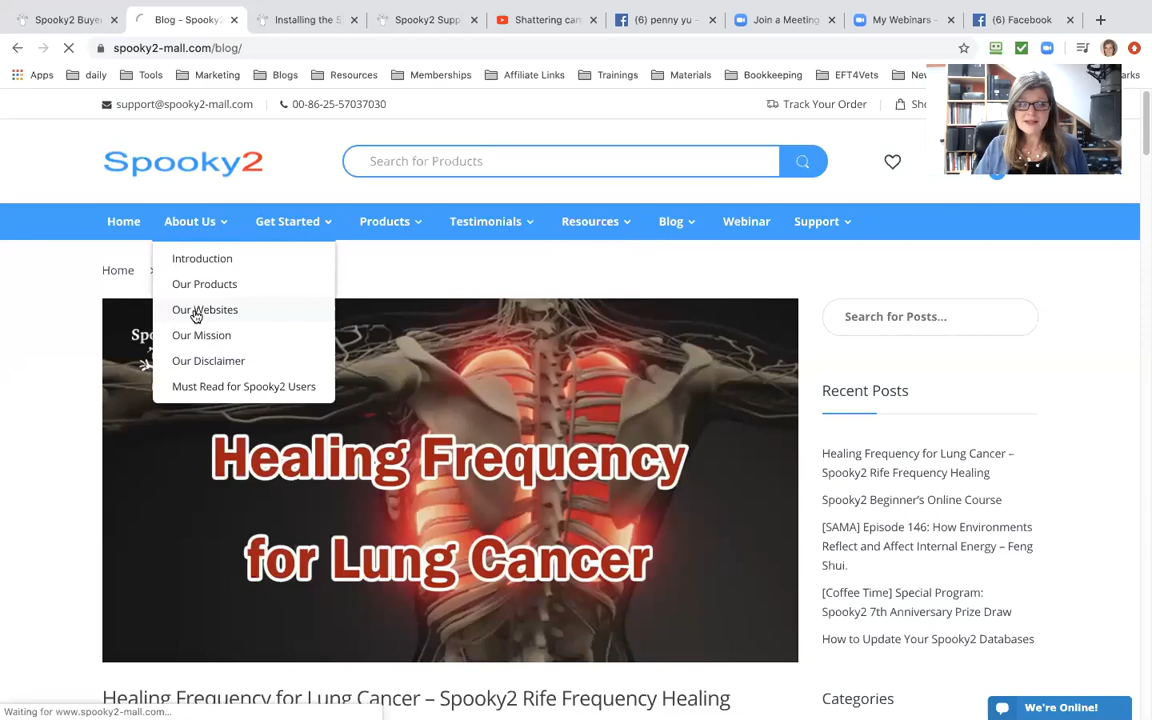 Spooky2 Buyer
Blog - Spooky2
Installing the S
Spooky2 Supp
Shattering can
(6) penny yu -
Join a Meeting
My Webinars -
(6) Facebook
spooky2-mall.com/blog/
Apps
daily
Tools
Marketing
Blogs
Resources
Memberships
Affiliate Links
Trainings
Materials
Bookkeeping
EFT4Vets
support@spooky2-mall.com
00-86-25-57037030
Track Your Order
Spooky2
Search for Products
Home
About Us
Get Started
Products
Testimonials
Resources
Blog
Webinar
Support
Introduction
Our Products
Our Websites
Our Mission
Our Disclaimer
Must Read for Spooky2 Users
Home
Healing Frequency
for Lung Cancer
Search for Posts...
Recent Posts
Healing Frequency for Lung Cancer –
Spooky2 Rife Frequency Healing
Spooky2 Beginner's Online Course
[SAMA] Episode 146: How Environments
Reflect and Affect Internal Energy – Feng
Shui.
[Coffee Time] Special Program:
Spooky2 7th Anniversary Prize Draw
How to Update Your Spooky2 Databases
Healing Frequency for Lung Cancer – Spooky2 Rife Frequency Healing
Categories
Waiting for www.spooky2-mall.com...
We're Online!